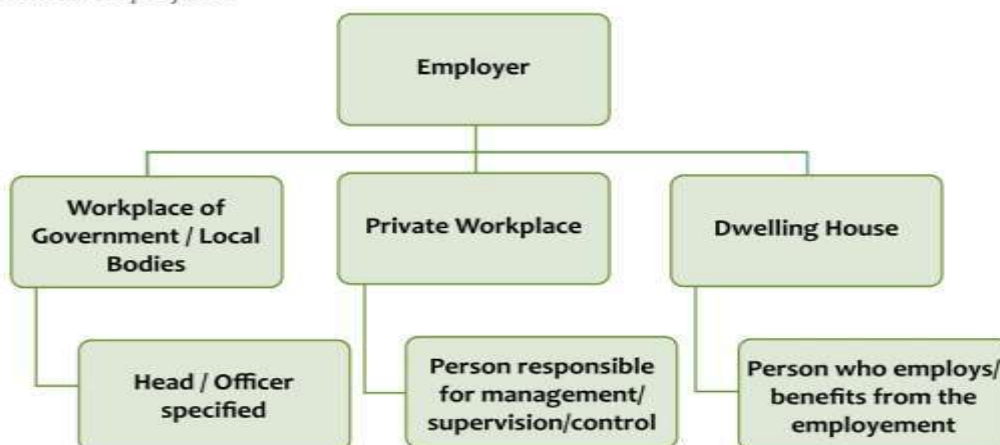 Employer
Workplace of
Government / Local
Bodies
Private Workplace
Dwelling House
Head / Officer
specified
Person responsible
for management/
supervision/control
Person who employs/
benefits from the
employement